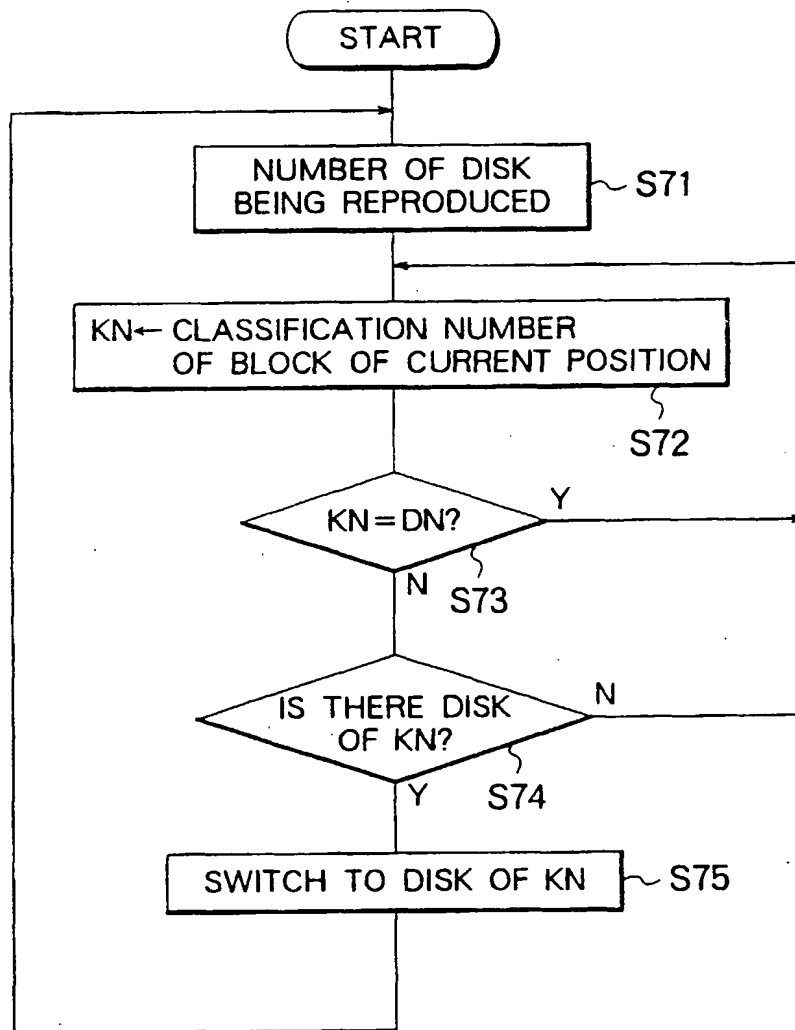 START
NUMBER OF DISK
BEING REPRODUCED
S71
KN← CLASSIFICATION NUMBER
OF BLOCK OF CURRENT POSITION
S72
KN=DN?
Y
N
S73
IS THERE DISK
OF KN?
N
Y
S74
SWITCH TO DISK OF KN
S75